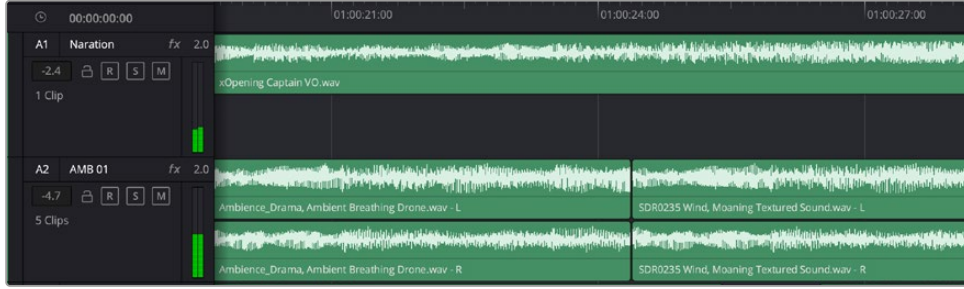 00:00:00:00 01:00:21:00 01:00:24:00 01:00:27:00
A1 Naration fx 2.0
-2.4 R S M
xOpening Captain VO.wav
1 Clip
A2 AMB 01 fx 2.0
-4.7 R S M
Ambience_Drama, Ambient Breathing Drone.wav - L SDR0235 Wind, Moaning Textured Sound.wav - L
5 Clips
Ambience_Drama, Ambient Breathing Drone.wav - R SDR0235 Wind, Moaning Textured Sound.wav - R